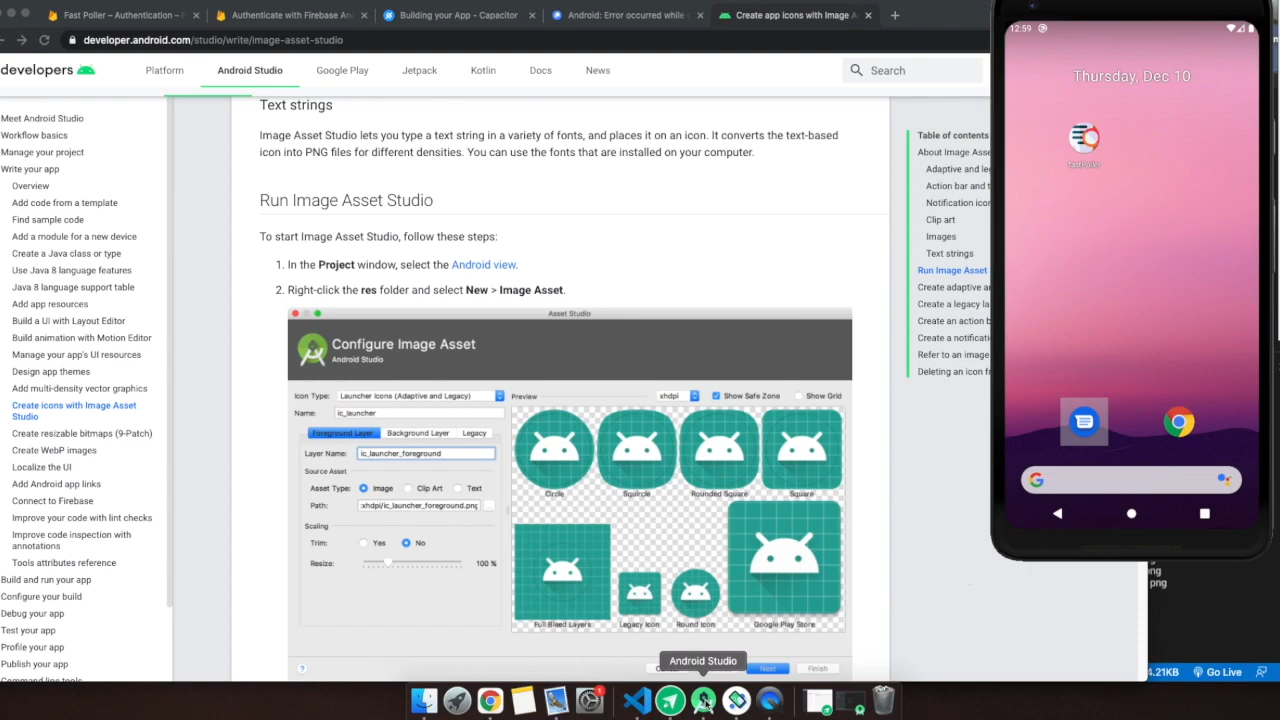 Fast Poller – Authentication –
Authenticate with Firebase An
Building your App - Capacitor
Android: Error occurred while
Create app icons with Image As
developer.android.com/studio/write/image-asset-studio
developers
Platform
Android Studio
Google Play
Jetpack
Kotlin
Docs
News
Search
Meet Android Studio
Workflow basics
Manage your project
Write your app
Overview
Add code from a template
Find sample code
Add a module for a new device
Create a Java class or type
Use Java 8 language features
Java 8 language support table
Add app resources
Build a UI with Layout Editor
Build animation with Motion Editor
Manage your app's UI resources
Design app themes
Add multi-density vector graphics
Create icons with Image Asset
Studio
Create resizable bitmaps (9-Patch)
Create WebP images
Localize the UI
Add Android app links
Connect to Firebase
Improve your code with lint checks
Improve code inspection with
annotations
Tools attributes reference
Build and run your app
Configure your build
Debug your app
Test your app
Profile your app
Publish your app
Command line tools
Text strings
Image Asset Studio lets you type a text string in a variety of fonts, and places it on an icon. It converts the text-based
icon into PNG files for different densities. You can use the fonts that are installed on your computer.
Run Image Asset Studio
To start Image Asset Studio, follow these steps:
1. In the Project window, select the Android view.
2. Right-click the res folder and select New > Image Asset.
Asset Studio
Configure Image Asset
Android Studio
Icon Type: Launcher Icons (Adaptive and Legacy)
Name: ic_launcher
Foreground Layer Background Layer Legacy
Layer Name: ic_launcher_foreground
Source Asset
Asset Type: Image Clip Art Text
Path: xhdpi/ic_launcher_foreground.png
Scaling
Trim: Yes No
Resize: 100 %
Preview xhdpi Show Safe Zone Show Grid
Circle Squircle Rounded Square Square
Full Bleed Layers Legacy Icon Round Icon Google Play Store
? Next Finish
Android Studio
Table of contents
About Image Asse
Adaptive and leg
Action bar and t
Notification icon
Clip art
Images
Text strings
Run Image Asset
Create adaptive an
Create a legacy la
Create an action b
Create a notificati
Refer to an image
Deleting an icon fr
12:59
Thursday, Dec 10
fastPoller
G
ng
png
4.21KB Go Live
1